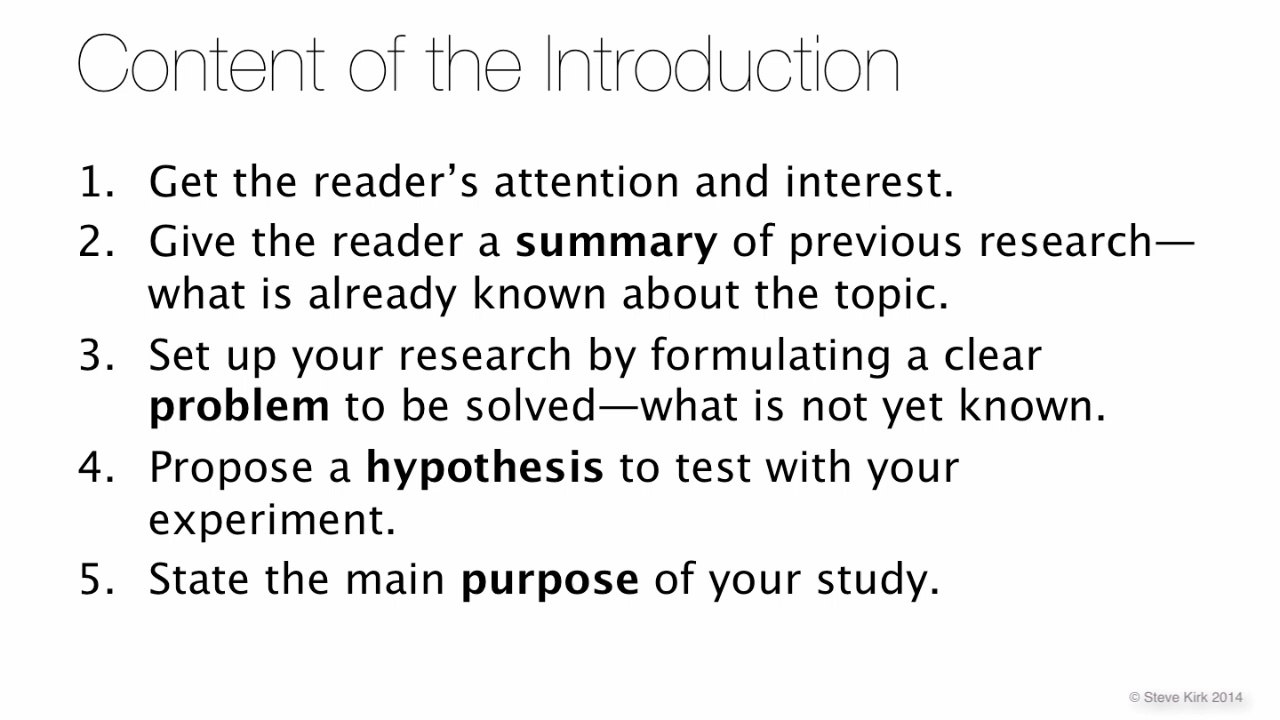 Content of the Introduction
1. Get the reader’s attention and interest.
2. Give the reader a summary of previous research—
what is already known about the topic.
3. Set up your research by formulating a clear
problem to be solved—what is not yet known.
4. Propose a hypothesis to test with your
experiment.
5. State the main purpose of your study.
© Steve Kirk 2014